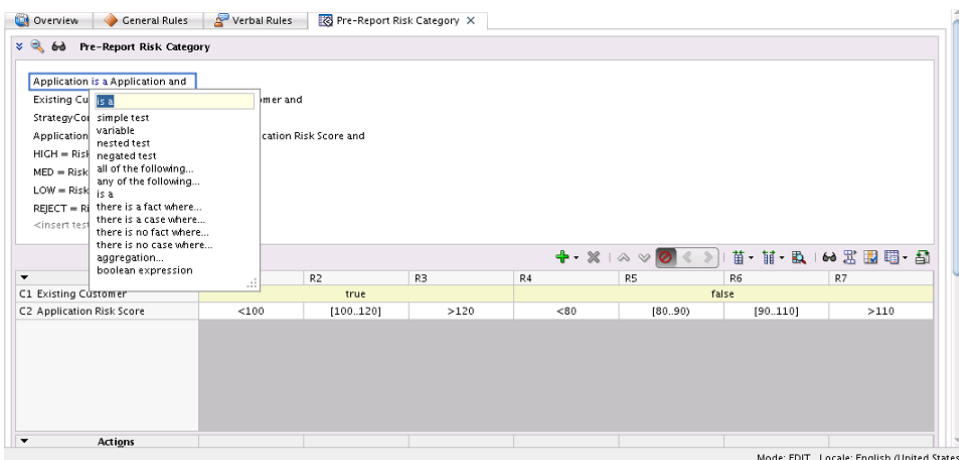 Overview General Rules Verbal Rules Pre-Report Risk Category
Pre-Report Risk Category
Application is a Application and
Existing Cu is a omer and
StrategyCo simple test
Application variable cation Risk Score and
nested test
HIGH = Risk negated test
MED = Risk all of the following...
any of the following...
LOW = Risk is a
REJECT = Ri there is a fact where...
<insert test there is a case where...
there is no fact where...
there is no case where...
aggregation...
boolean expression
R2 R3 R4 R5 R6 R7
C1 Existing Customer true false
C2 Application Risk Score <100 [100..120] >120 <80 [80..90) [90..110] >110
Actions
Mode: EDIT Locale: English (United States